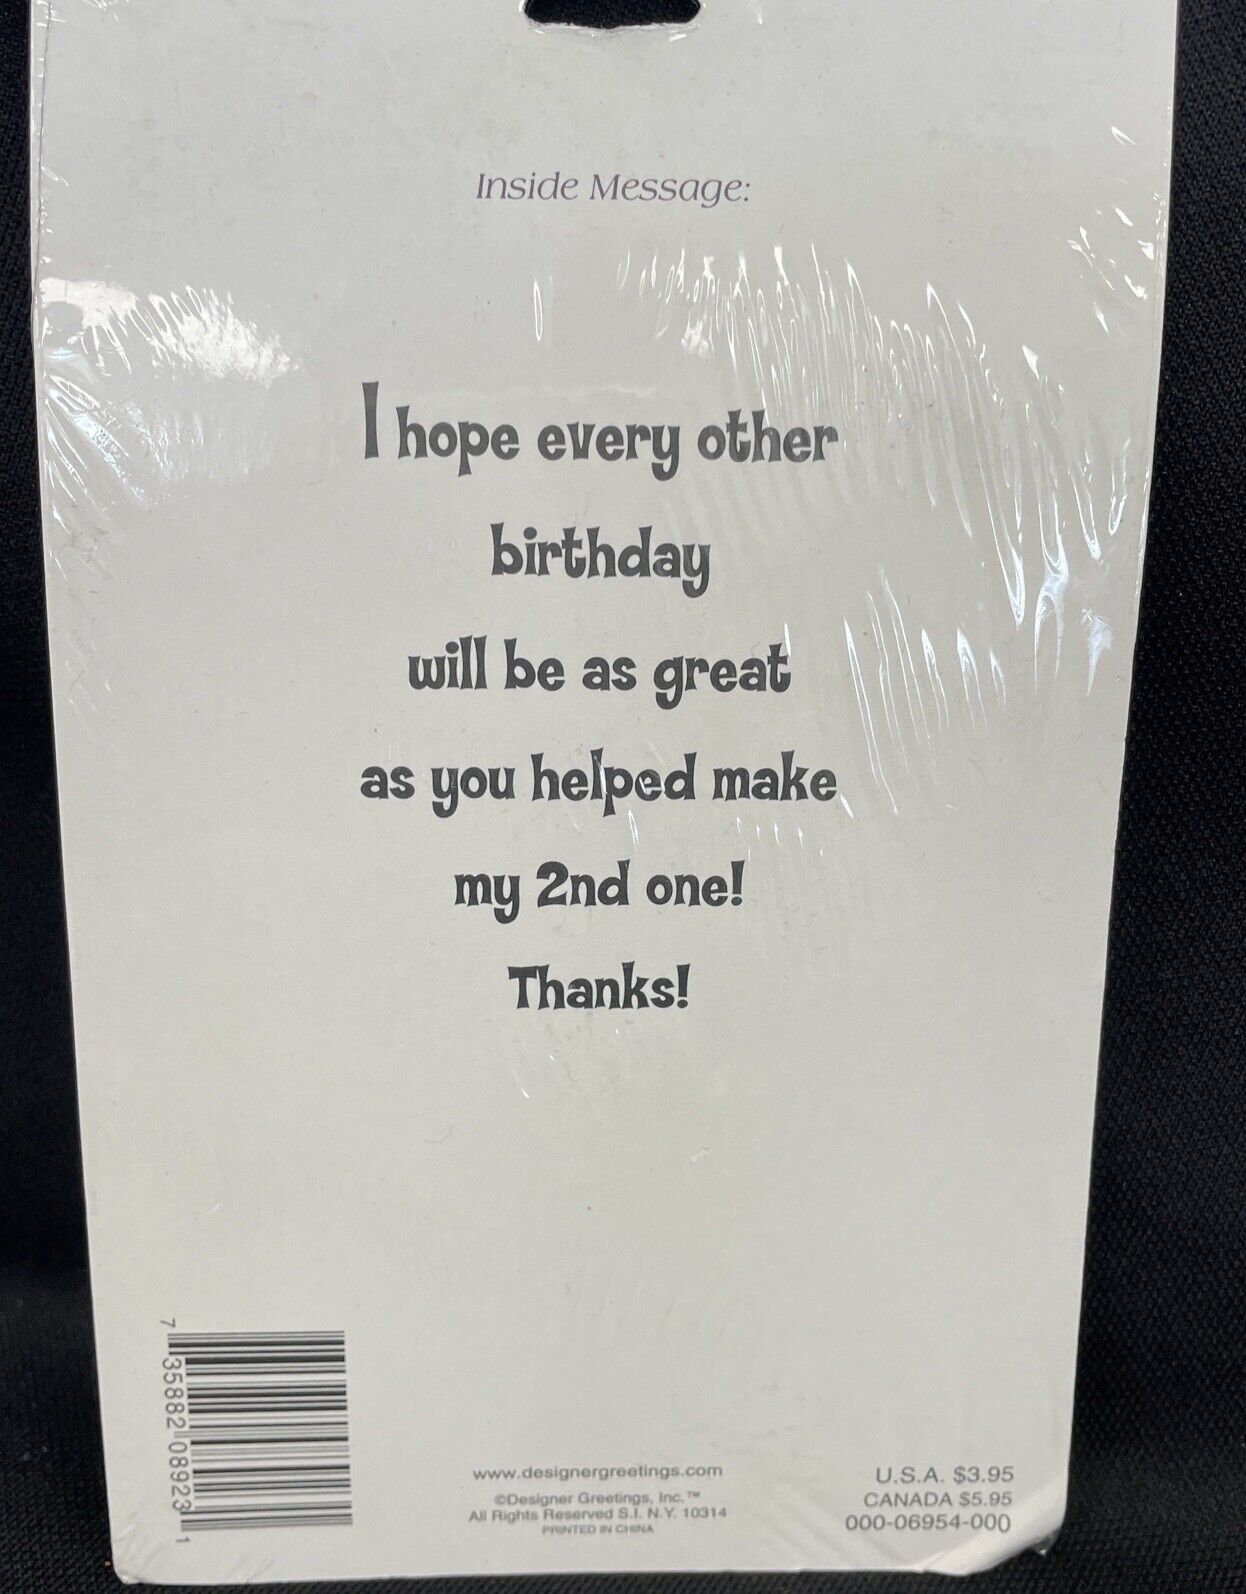 Inside Message:
I hope every other
birthday
will be as great
as you helped make
my 2nd one!
Thanks!
7 35882 08923 1
www.designergreetings.com
©Designer Greetings, Inc.™
All Rights Reserved S.I. N.Y. 10314
PRINTED IN CHINA
U.S.A. $3.95
CANADA $5.95
000-06954-000